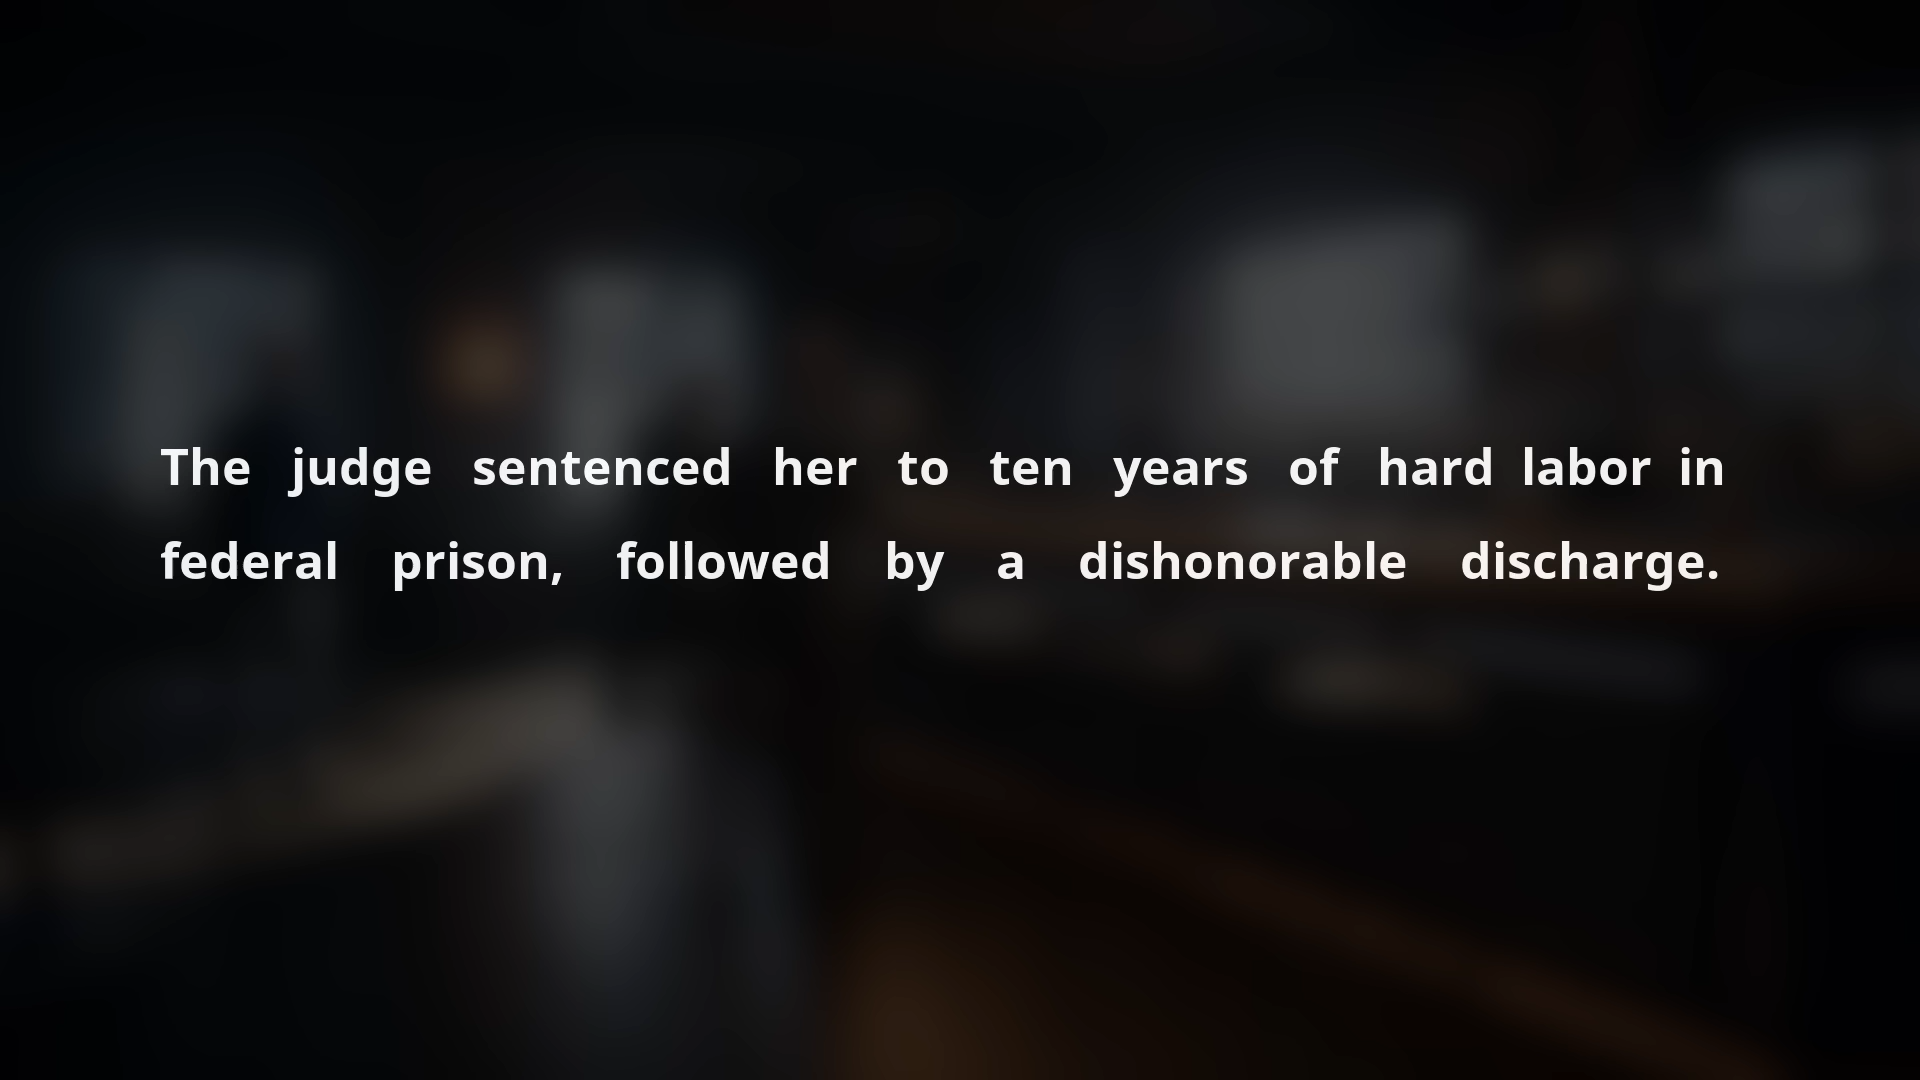 The judge sentenced her to ten years of hard labor in
federal prison, followed by a dishonorable discharge.